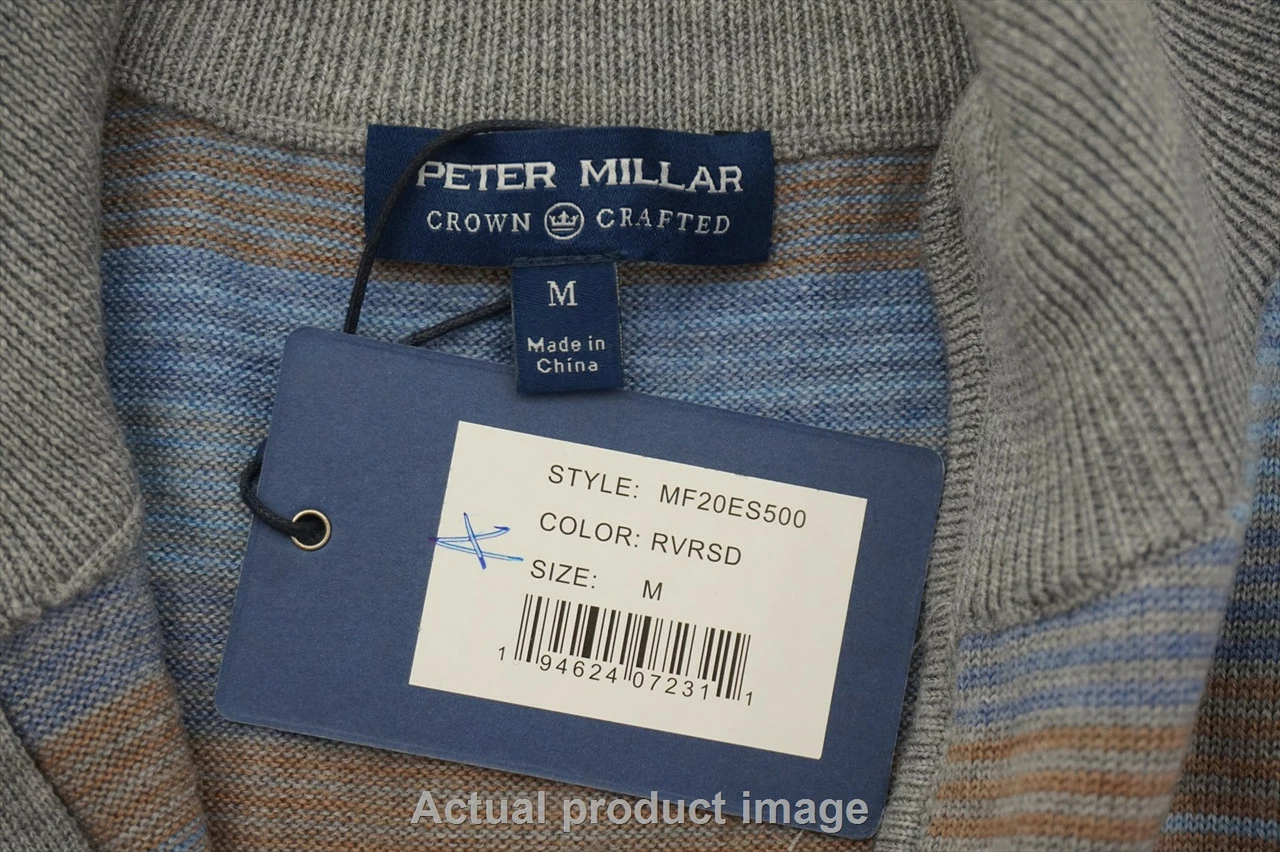 PETER MILLAR
CROWN CRAFTED
M
Made in
China
STYLE: MF20ES500
COLOR: RVRSD
SIZE: M
1 94624 07231 1
Actual product image